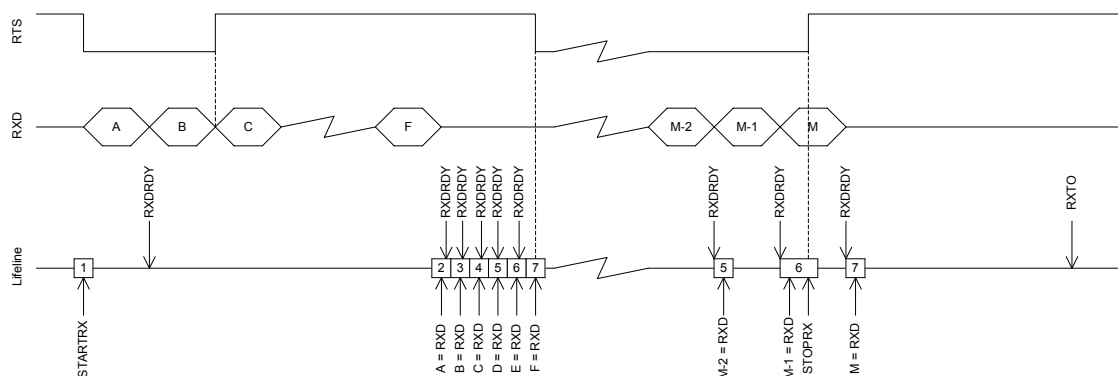 RTS
RXD
A
B
C
F
M-2
M-1
M
RXDRDY
RXDRDY
RXDRDY
RXDRDY
RXDRDY
RXDRDY
RXDRDY
RXDRDY
RXDRDY
RXTO
Lifeline
1
2
3
4
5
6
7
5
6
7
STARTRX
A = RXD
B = RXD
C = RXD
D = RXD
E = RXD
F = RXD
M-2 = RXD
M-1 = RXD
STOPRX
M = RXD